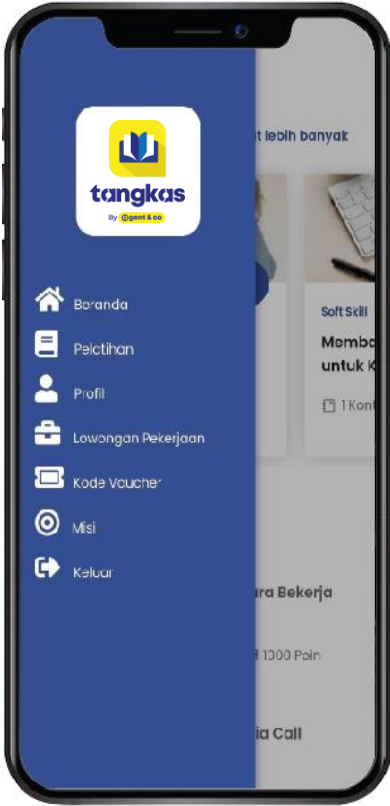 tangkas
By @gent & co
Beranda
Pelatihan
Profil
Lowongan Pekerjaan
Kode Voucher
Misi
Keluar
t lebih banyak
Soft Skill
Memba
untuk K
1 Kont
ara Bekerja
1000 Poin
ia Call